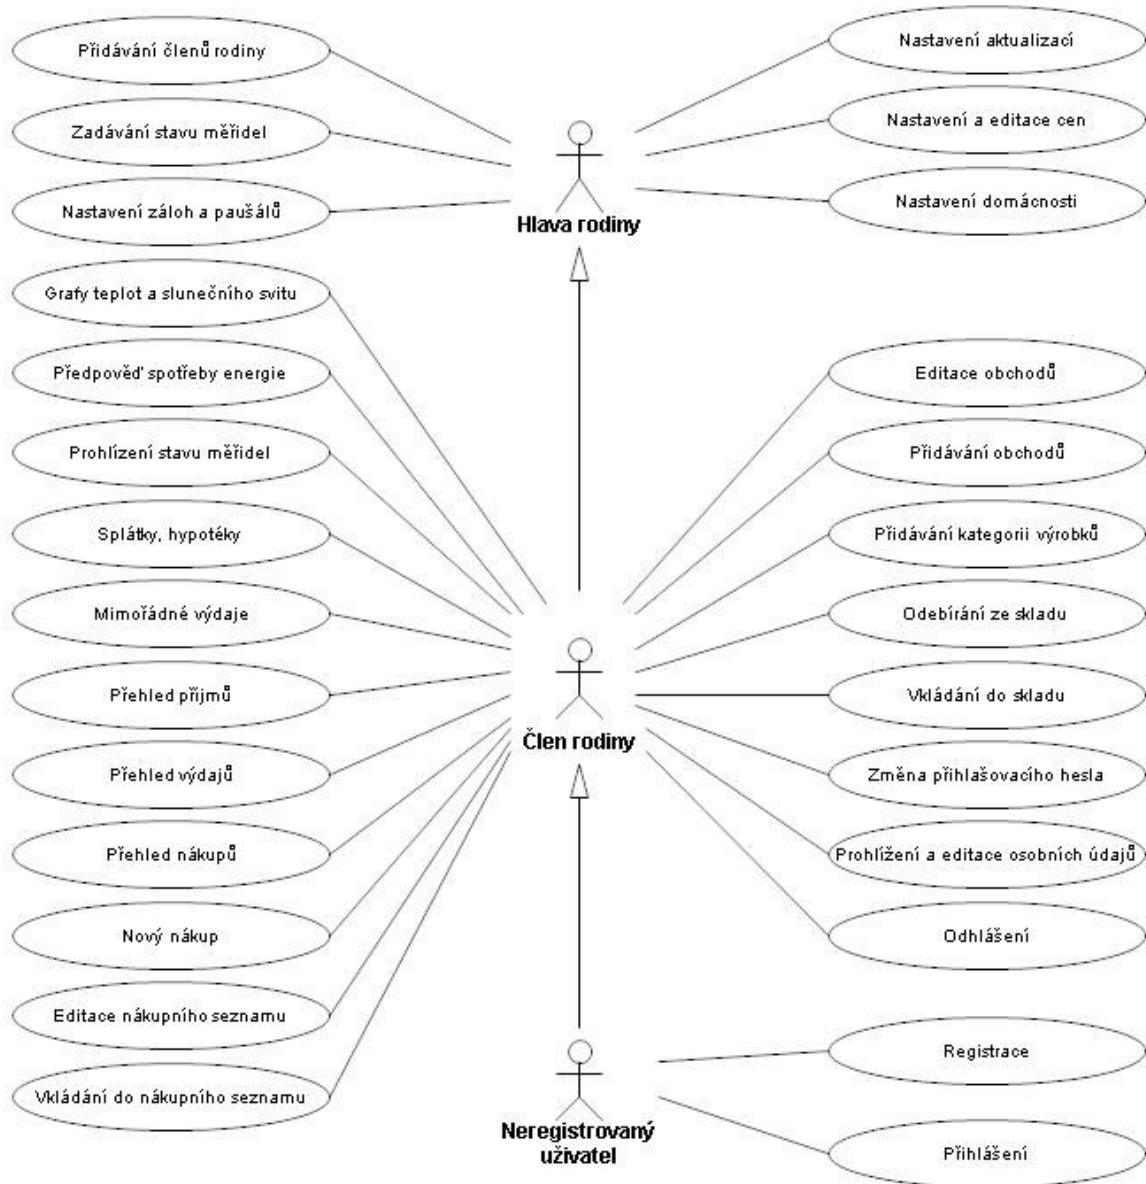 Přidávání členů rodiny
Zadávání stavu měřidel
Nastavení záloh a paušálů
Grafy teplot a slunečního svitu
Předpověď spotřeby energie
Prohlízení stavu měřidel
Splátky, hypotéky
Mimořádné výdaje
Přehled příjmů
Přehled výdajů
Přehled nákupů
Nový nákup
Editace nákupního seznamu
Vkládání do nákupního seznamu
Hlava rodiny
Člen rodiny
Neregistrovaný
uživatel
Nastavení aktualizací
Nastavení a editace cen
Nastavení domácnosti
Editace obchodů
Přidávání obchodů
Přidávání kategorii výrobků
Odebírání ze skladu
Vkládání do skladu
Změna přihlašovacího hesla
Prohlížení a editace osobních údajů
Odhlášení
Registrace
Přihlášení